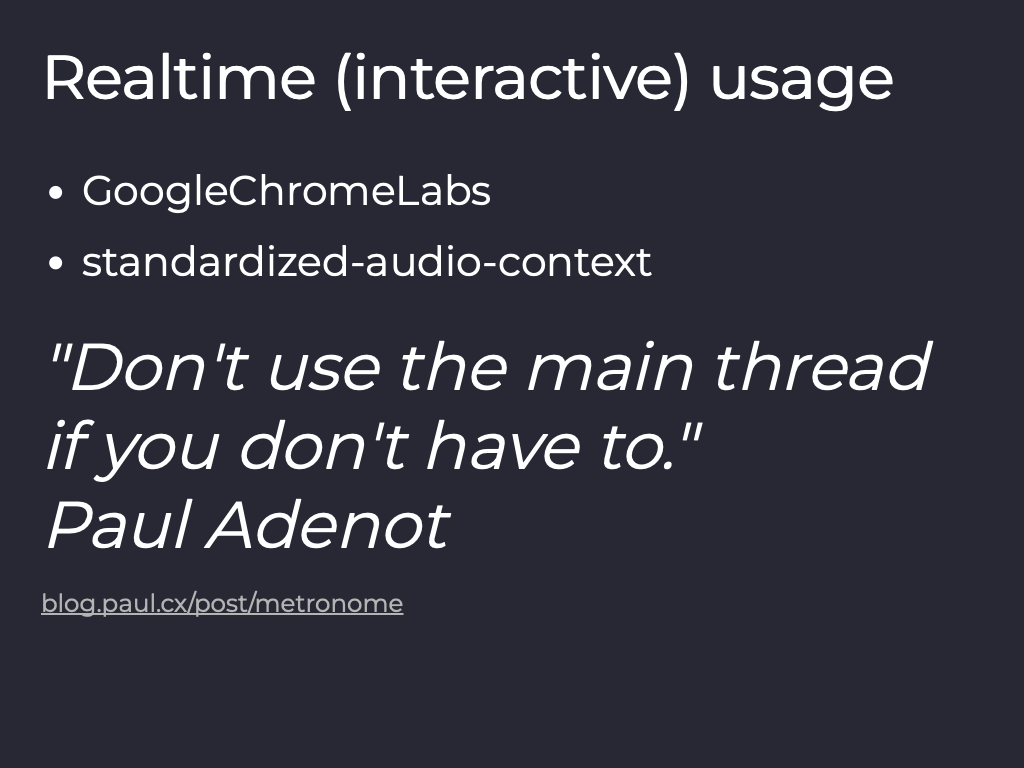 Realtime (interactive) usage
• GoogleChromeLabs
• standardized-audio-context
"Don't use the main thread
if you don't have to."
Paul Adenot
blog.paul.cx/post/metronome